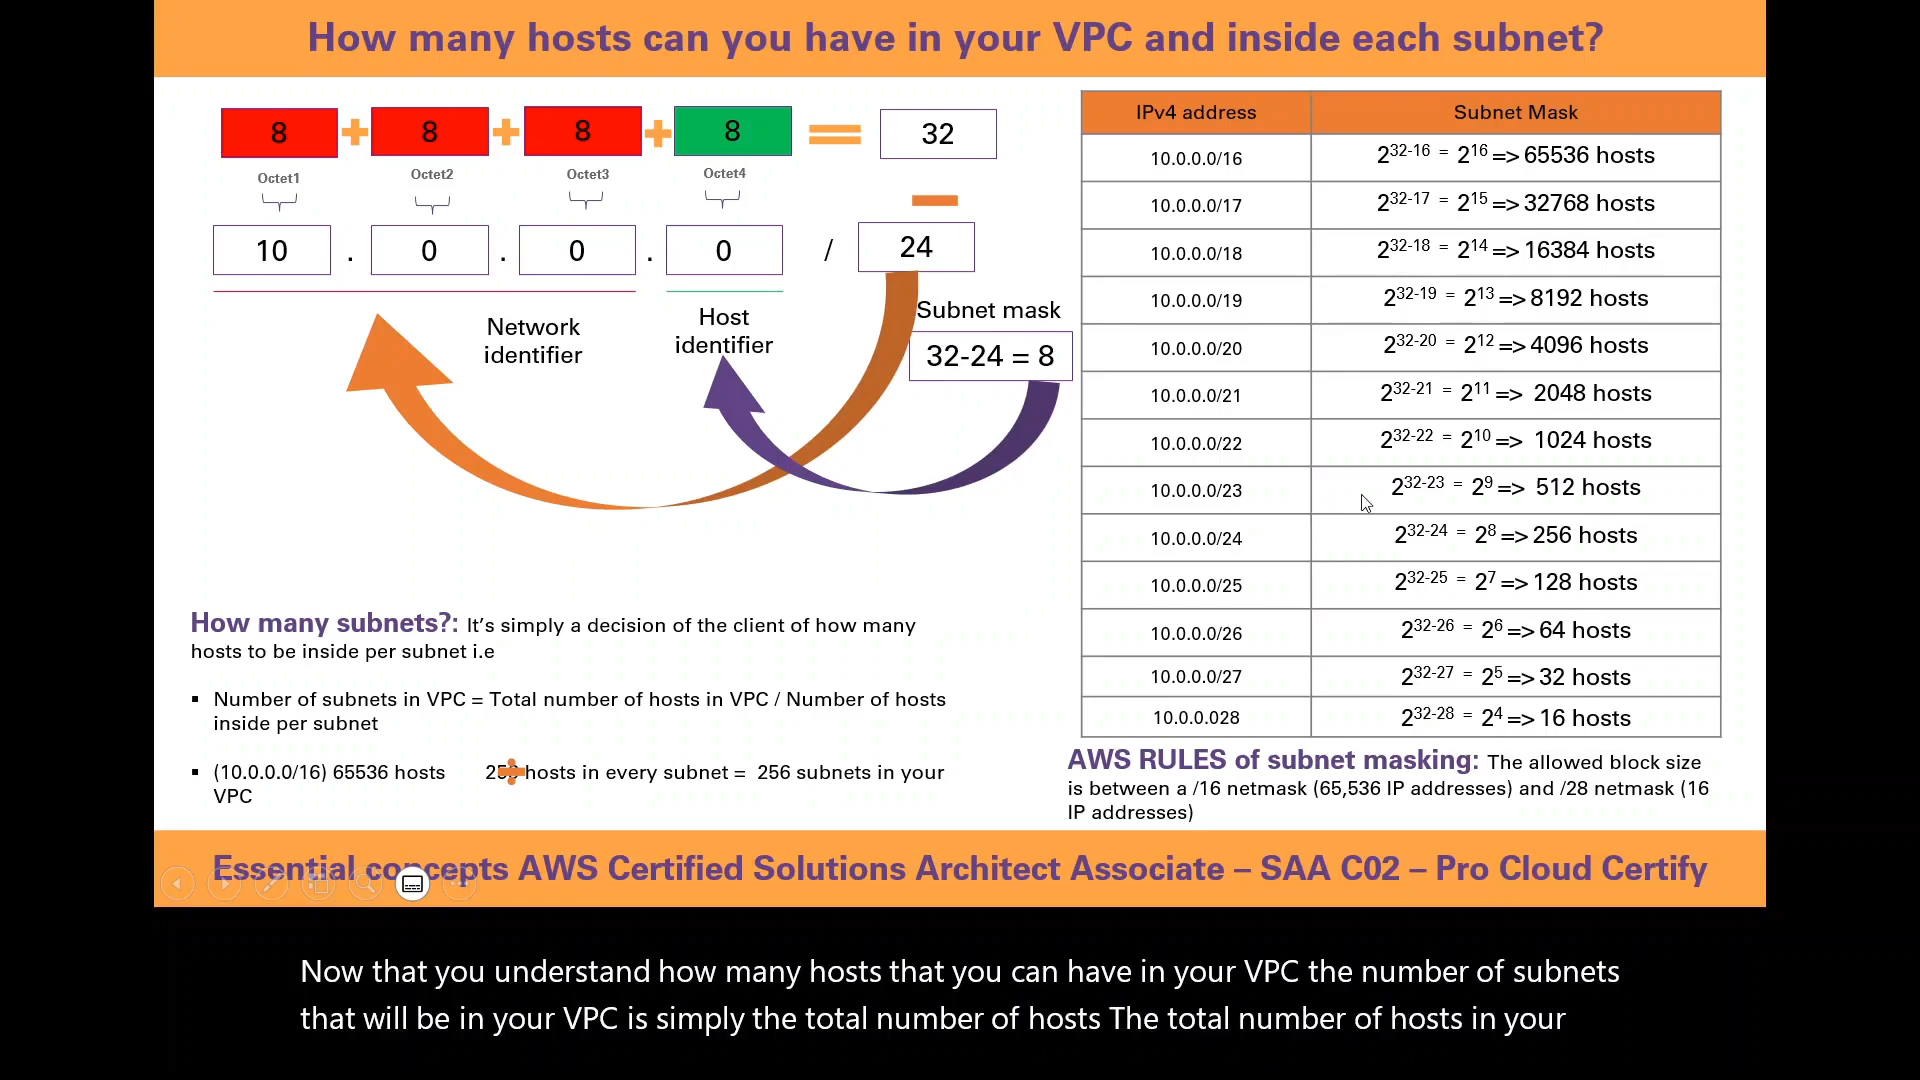 How many hosts can you have in your VPC and inside each subnet?
8 + 8 + 8 + 8 = 32
Octet1 Octet2 Octet3 Octet4
10 . 0 . 0 . 0 / 24
Network
identifier
Host
identifier
Subnet mask
32-24 = 8
How many subnets?: It’s simply a decision of the client of how many
hosts to be inside per subnet i.e
▪ Number of subnets in VPC = Total number of hosts in VPC / Number of hosts
inside per subnet
▪ (10.0.0.0/16) 65536 hosts ÷ 256 hosts in every subnet = 256 subnets in your
VPC
IPv4 address Subnet Mask
10.0.0.0/16 2^32-16 = 2^16 => 65536 hosts
10.0.0.0/17 2^32-17 = 2^15 => 32768 hosts
10.0.0.0/18 2^32-18 = 2^14 => 16384 hosts
10.0.0.0/19 2^32-19 = 2^13 => 8192 hosts
10.0.0.0/20 2^32-20 = 2^12 => 4096 hosts
10.0.0.0/21 2^32-21 = 2^11 => 2048 hosts
10.0.0.0/22 2^32-22 = 2^10 => 1024 hosts
10.0.0.0/23 2^32-23 = 2^9 => 512 hosts
10.0.0.0/24 2^32-24 = 2^8 => 256 hosts
10.0.0.0/25 2^32-25 = 2^7 => 128 hosts
10.0.0.0/26 2^32-26 = 2^6 => 64 hosts
10.0.0.0/27 2^32-27 = 2^5 => 32 hosts
10.0.0.028 2^32-28 = 2^4 => 16 hosts
AWS RULES of subnet masking: The allowed block size
is between a /16 netmask (65,536 IP addresses) and /28 netmask (16
IP addresses)
Essential concepts AWS Certified Solutions Architect Associate – SAA C02 – Pro Cloud Certify
Now that you understand how many hosts that you can have in your VPC the number of subnets
that will be in your VPC is simply the total number of hosts The total number of hosts in your